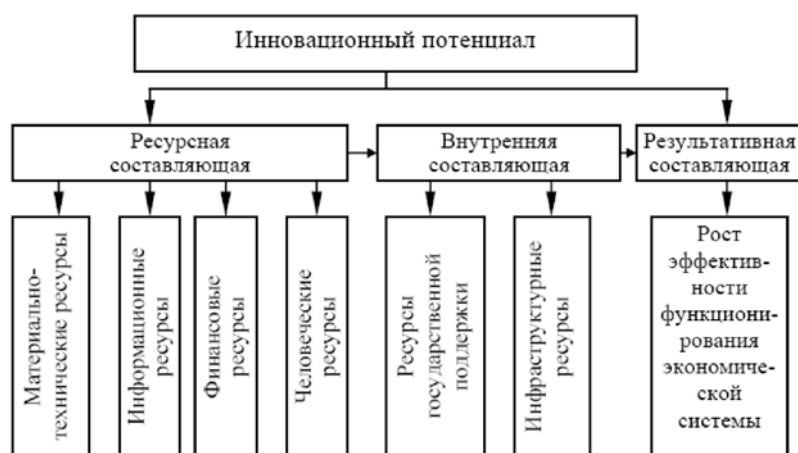 Инновационный потенциал
Ресурсная
составляющая
Внутренняя
составляющая
Результативная
составляющая
Материально-
технические ресурсы
Информационные
ресурсы
Финансовые
ресурсы
Человеческие
ресурсы
Ресурсы
государственной
поддержки
Инфраструктурные
ресурсы
Рост
эффектив-
ности
функциони-
рования
экономиче-
ской
системы